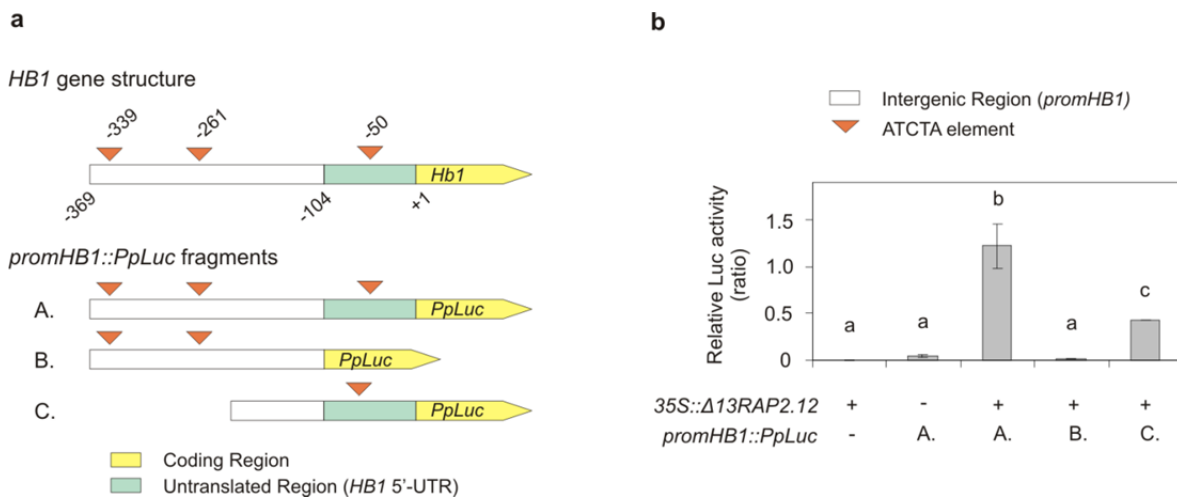 a
HB1 gene structure
-339
-261
-50
Hb1
-369
-104
+1
promHB1::PpLuc fragments
A.
PpLuc
B.
PpLuc
C.
PpLuc
Coding Region
Untranslated Region (HB1 5'-UTR)
b
Intergenic Region (promHB1)
ATCTA element
Relative Luc activity
(ratio)
1.5
1.0
0.5
0
a
a
b
a
c
35S::Δ13RAP2.12 + - + + +
promHB1::PpLuc - A. A. B. C.